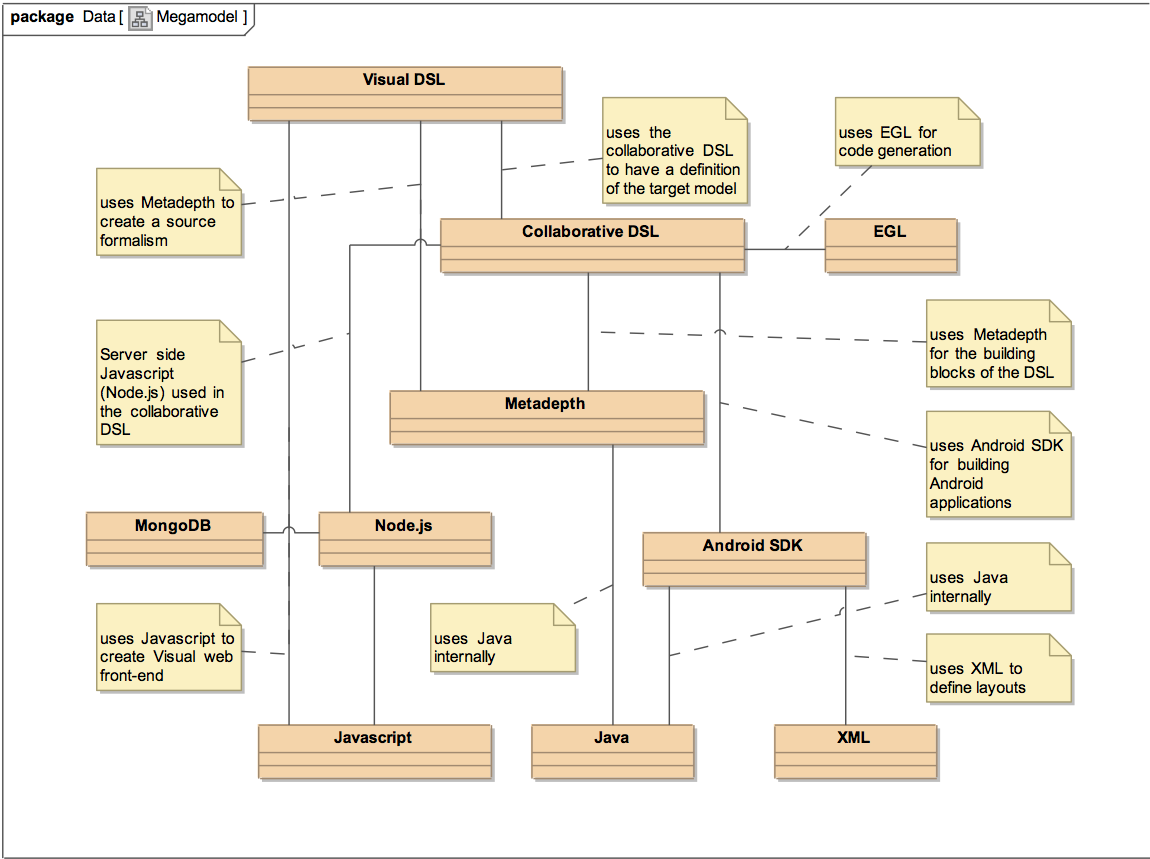 package Data [ Megamodel ]
Visual DSL
uses the
collaborative DSL
to have a definition
of the target model
uses EGL for
code generation
uses Metadepth to
create a source
formalism
Collaborative DSL
EGL
Server side
Javascript
(Node.js) used in
the collaborative
DSL
uses Metadepth
for the building
blocks of the DSL
Metadepth
uses Android SDK
for building
Android
applications
MongoDB
Node.js
Android SDK
uses Java
internally
uses Javascript to
create Visual web
front-end
uses Java
internally
uses XML to
define layouts
Javascript
Java
XML